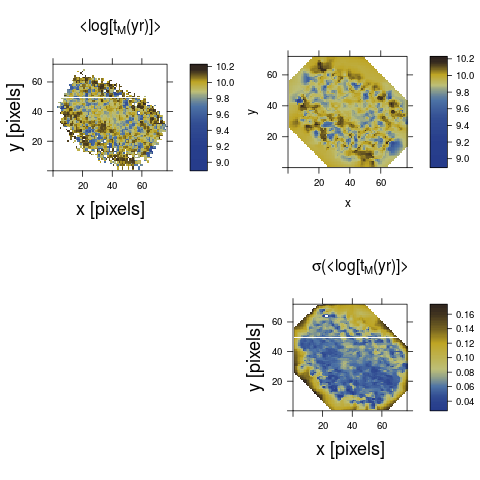 <log[tM(yr)]>
60
40
20
20 40 60
x [pixels]
y [pixels]
10.2
10.0
9.8
9.6
9.4
9.2
9.0
60
40
20
20 40 60
x
y
10.2
10.0
9.8
9.6
9.4
9.2
9.0
σ(<log[tM(yr)]>
60
40
20
20 40 60
x [pixels]
y [pixels]
0.16
0.14
0.12
0.10
0.08
0.06
0.04